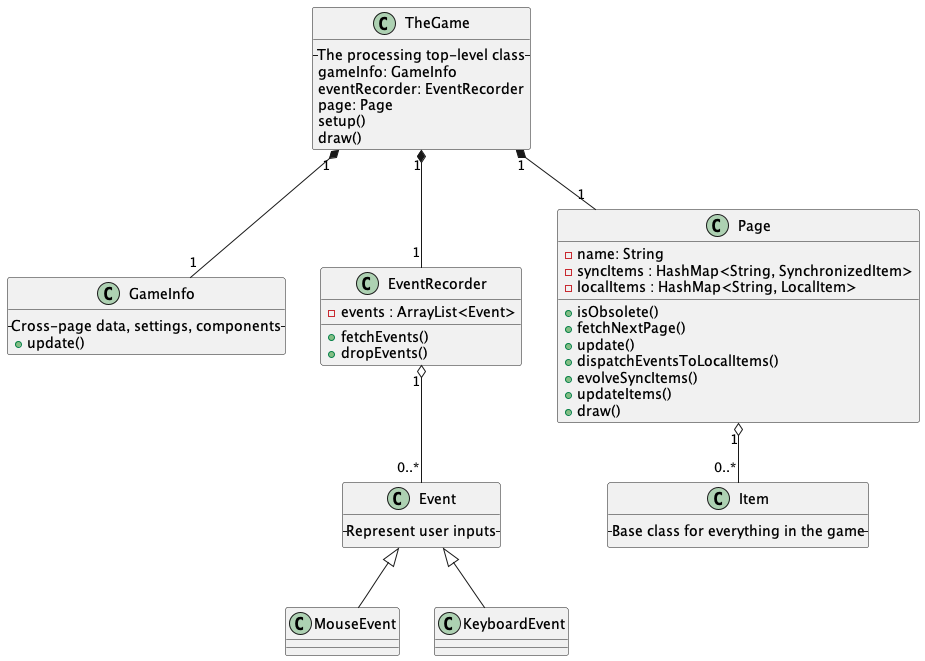 C TheGame
The processing top-level class
gameInfo: GameInfo
eventRecorder: EventRecorder
page: Page
setup()
draw()
1
1
1
1
1
1
C GameInfo
Cross-page data, settings, components
update()
C EventRecorder
events : ArrayList<Event>
fetchEvents()
dropEvents()
C Page
name: String
syncItems : HashMap<String, SynchronizedItem>
localItems : HashMap<String, LocalItem>
isObsolete()
fetchNextPage()
update()
dispatchEventsToLocalItems()
evolveSyncItems()
updateItems()
draw()
1
0..*
1
0..*
C Event
Represent user inputs
C Item
Base class for everything in the game
C MouseEvent
C KeyboardEvent